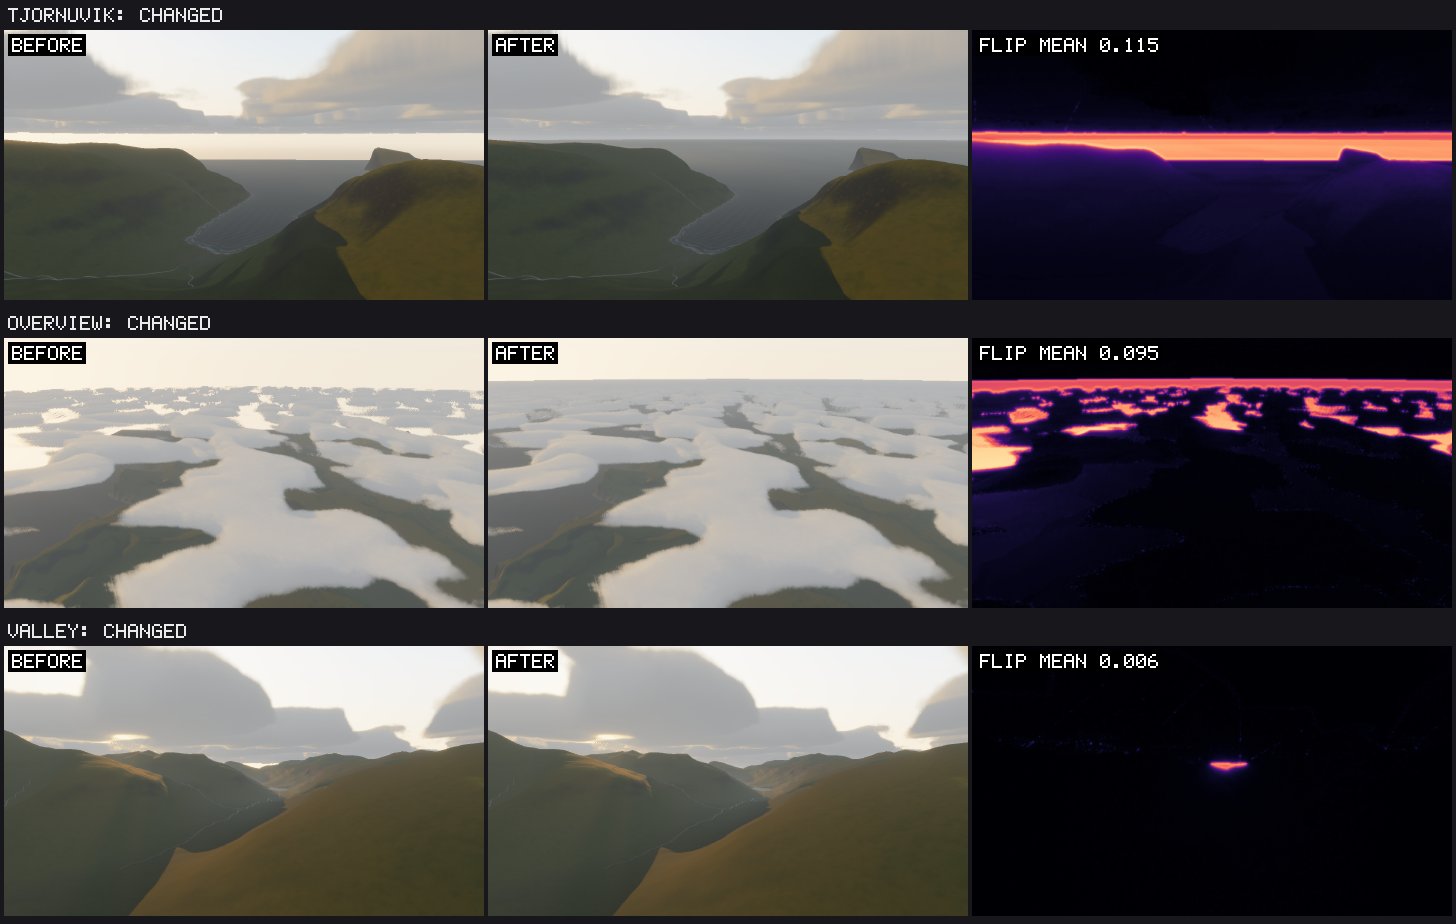 TJORNUVIK: CHANGED
BEFORE
AFTER
FLIP MEAN 0.115
OVERVIEW: CHANGED
BEFORE
AFTER
FLIP MEAN 0.095
VALLEY: CHANGED
BEFORE
AFTER
FLIP MEAN 0.006